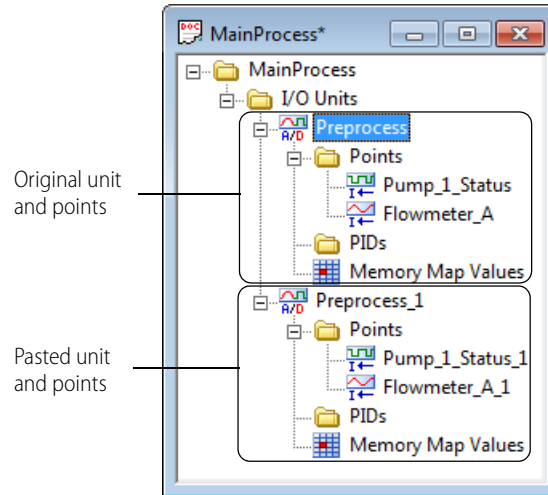 DOC
MainProcess*
MainProcess
I/O Units
A/D Preprocess
Points
Pump_1_Status
Flowmeter_A
PIDs
Memory Map Values
Original unit
and points
A/D Preprocess_1
Points
Pump_1_Status_1
Flowmeter_A_1
PIDs
Memory Map Values
Pasted unit
and points